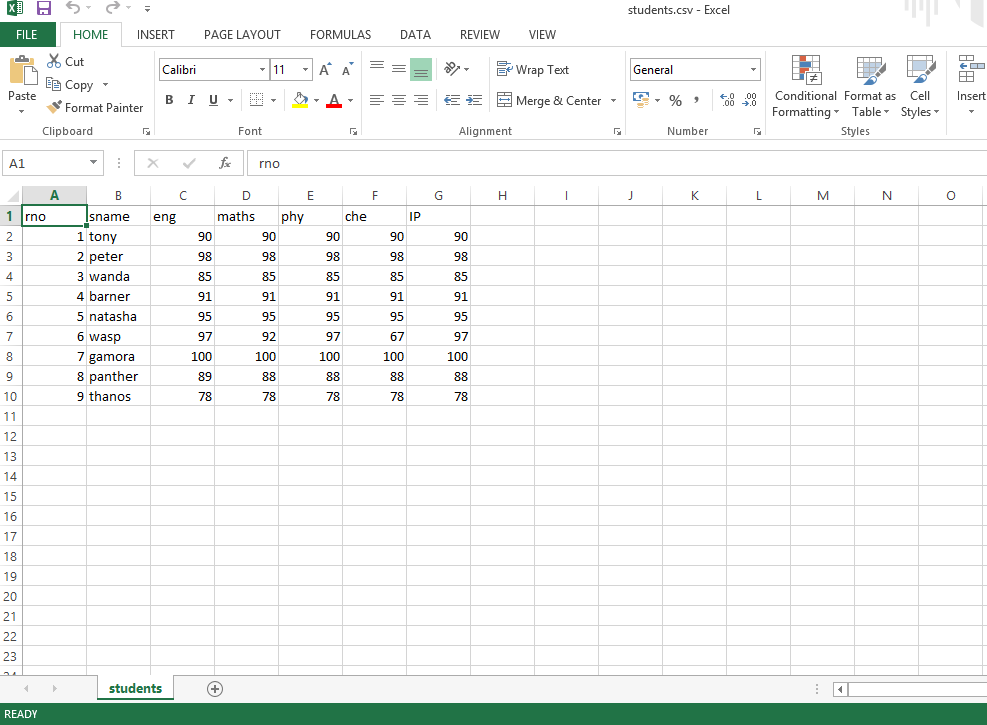 students.csv - Excel
FILE HOME INSERT PAGE LAYOUT FORMULAS DATA REVIEW VIEW
Paste
Cut
Copy
Format Painter
Clipboard
Calibri 11
A A
B I U A
Font
Wrap Text
Merge & Center
Alignment
General
% , .00 .0
Number
Conditional Formatting
Format as Table
Cell Styles
Styles
Insert
A1 fx rno
A B C D E F G H I J K L M N O
1 rno sname eng maths phy che IP
2 1 tony 90 90 90 90 90
3 2 peter 98 98 98 98 98
4 3 wanda 85 85 85 85 85
5 4 barner 91 91 91 91 91
6 5 natasha 95 95 95 95 95
7 6 wasp 97 92 97 67 97
8 7 gamora 100 100 100 100 100
9 8 panther 89 88 88 88 88
10 9 thanos 78 78 78 78 78
11
12
13
14
15
16
17
18
19
20
21
22
23
students
READY